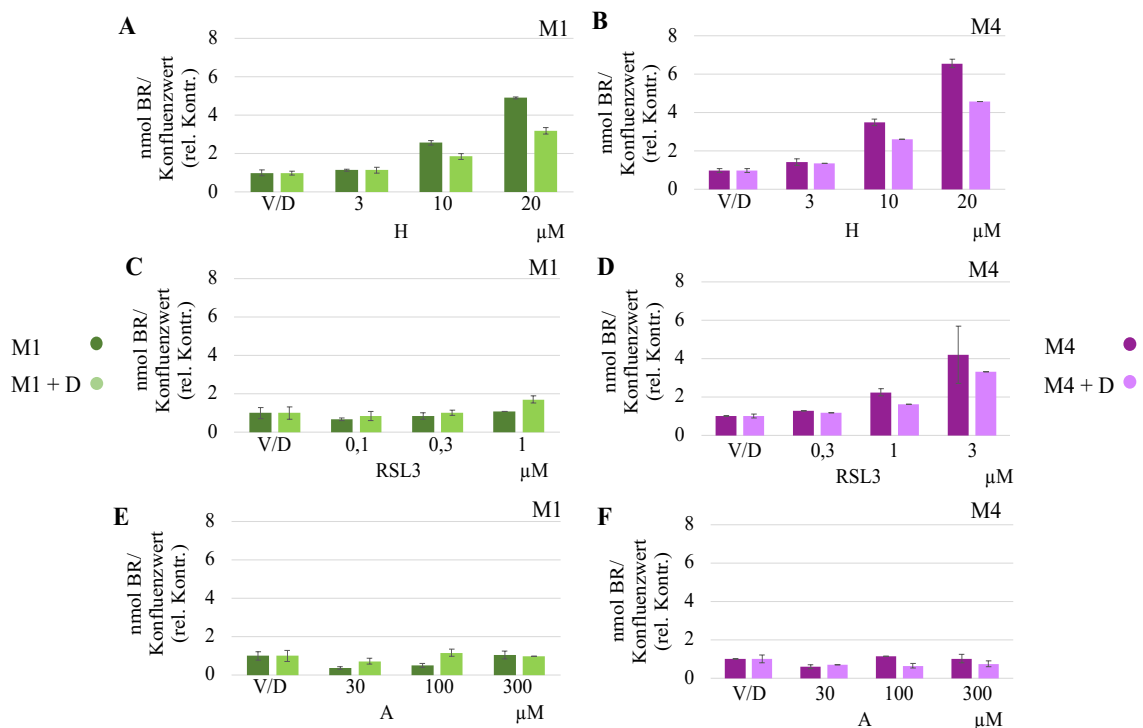 A
M1
nmol BR/
Konfluenzwert
(rel. Kontr.)
8
6
4
2
0
V/D 3 10 20
H µM
B
M4
nmol BR/
Konfluenzwert
(rel. Kontr.)
8
6
4
2
0
V/D 3 10 20
H µM
C
M1
nmol BR/
Konfluenzwert
(rel. Kontr.)
8
6
4
2
0
V/D 0,1 0,3 1
RSL3 µM
D
M4
nmol BR/
Konfluenzwert
(rel. Kontr.)
8
6
4
2
0
V/D 0,3 1 3
RSL3 µM
M1
M1 + D
M4
M4 + D
E
M1
nmol BR/
Konfluenzwert
(rel. Kontr.)
8
6
4
2
0
V/D 30 100 300
A µM
F
M4
nmol BR/
Konfluenzwert
(rel. Kontr.)
8
6
4
2
0
V/D 30 100 300
A µM